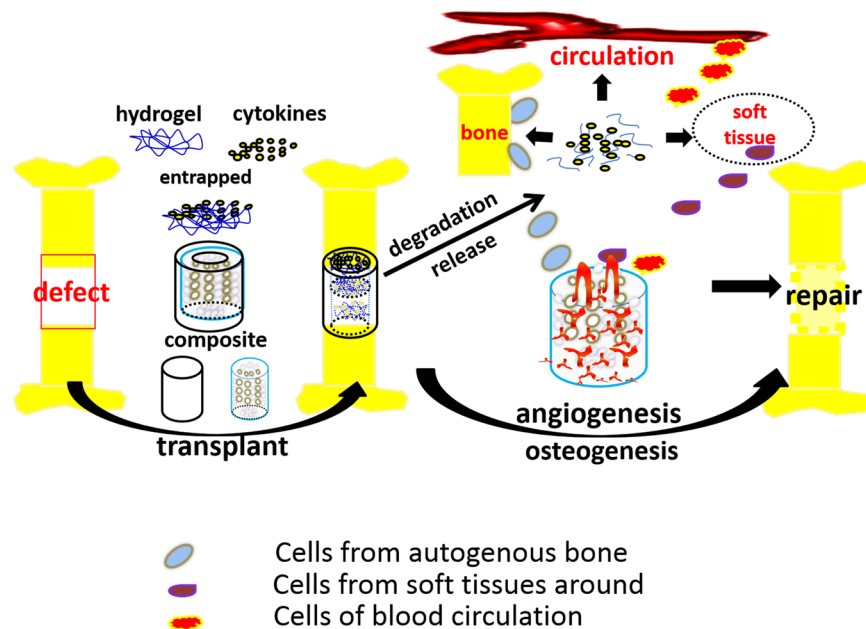 hydrogel
cytokines
entrapped
defect
composite
transplant
degradation
release
circulation
bone
soft
tissue
angiogenesis
osteogenesis
repair
Cells from autogenous bone
Cells from soft tissues around
Cells of blood circulation